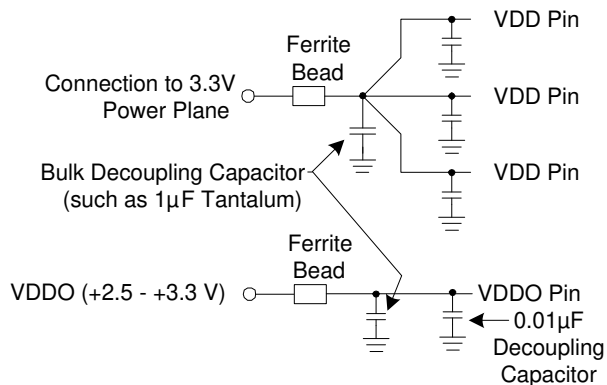 VDD Pin
Ferrite
Bead
Connection to 3.3V
Power Plane
VDD Pin
Bulk Decoupling Capacitor
(such as 1µF Tantalum)
VDD Pin
Ferrite
Bead
VDDO (+2.5 - +3.3 V)
VDDO Pin
0.01µF
Decoupling
Capacitor